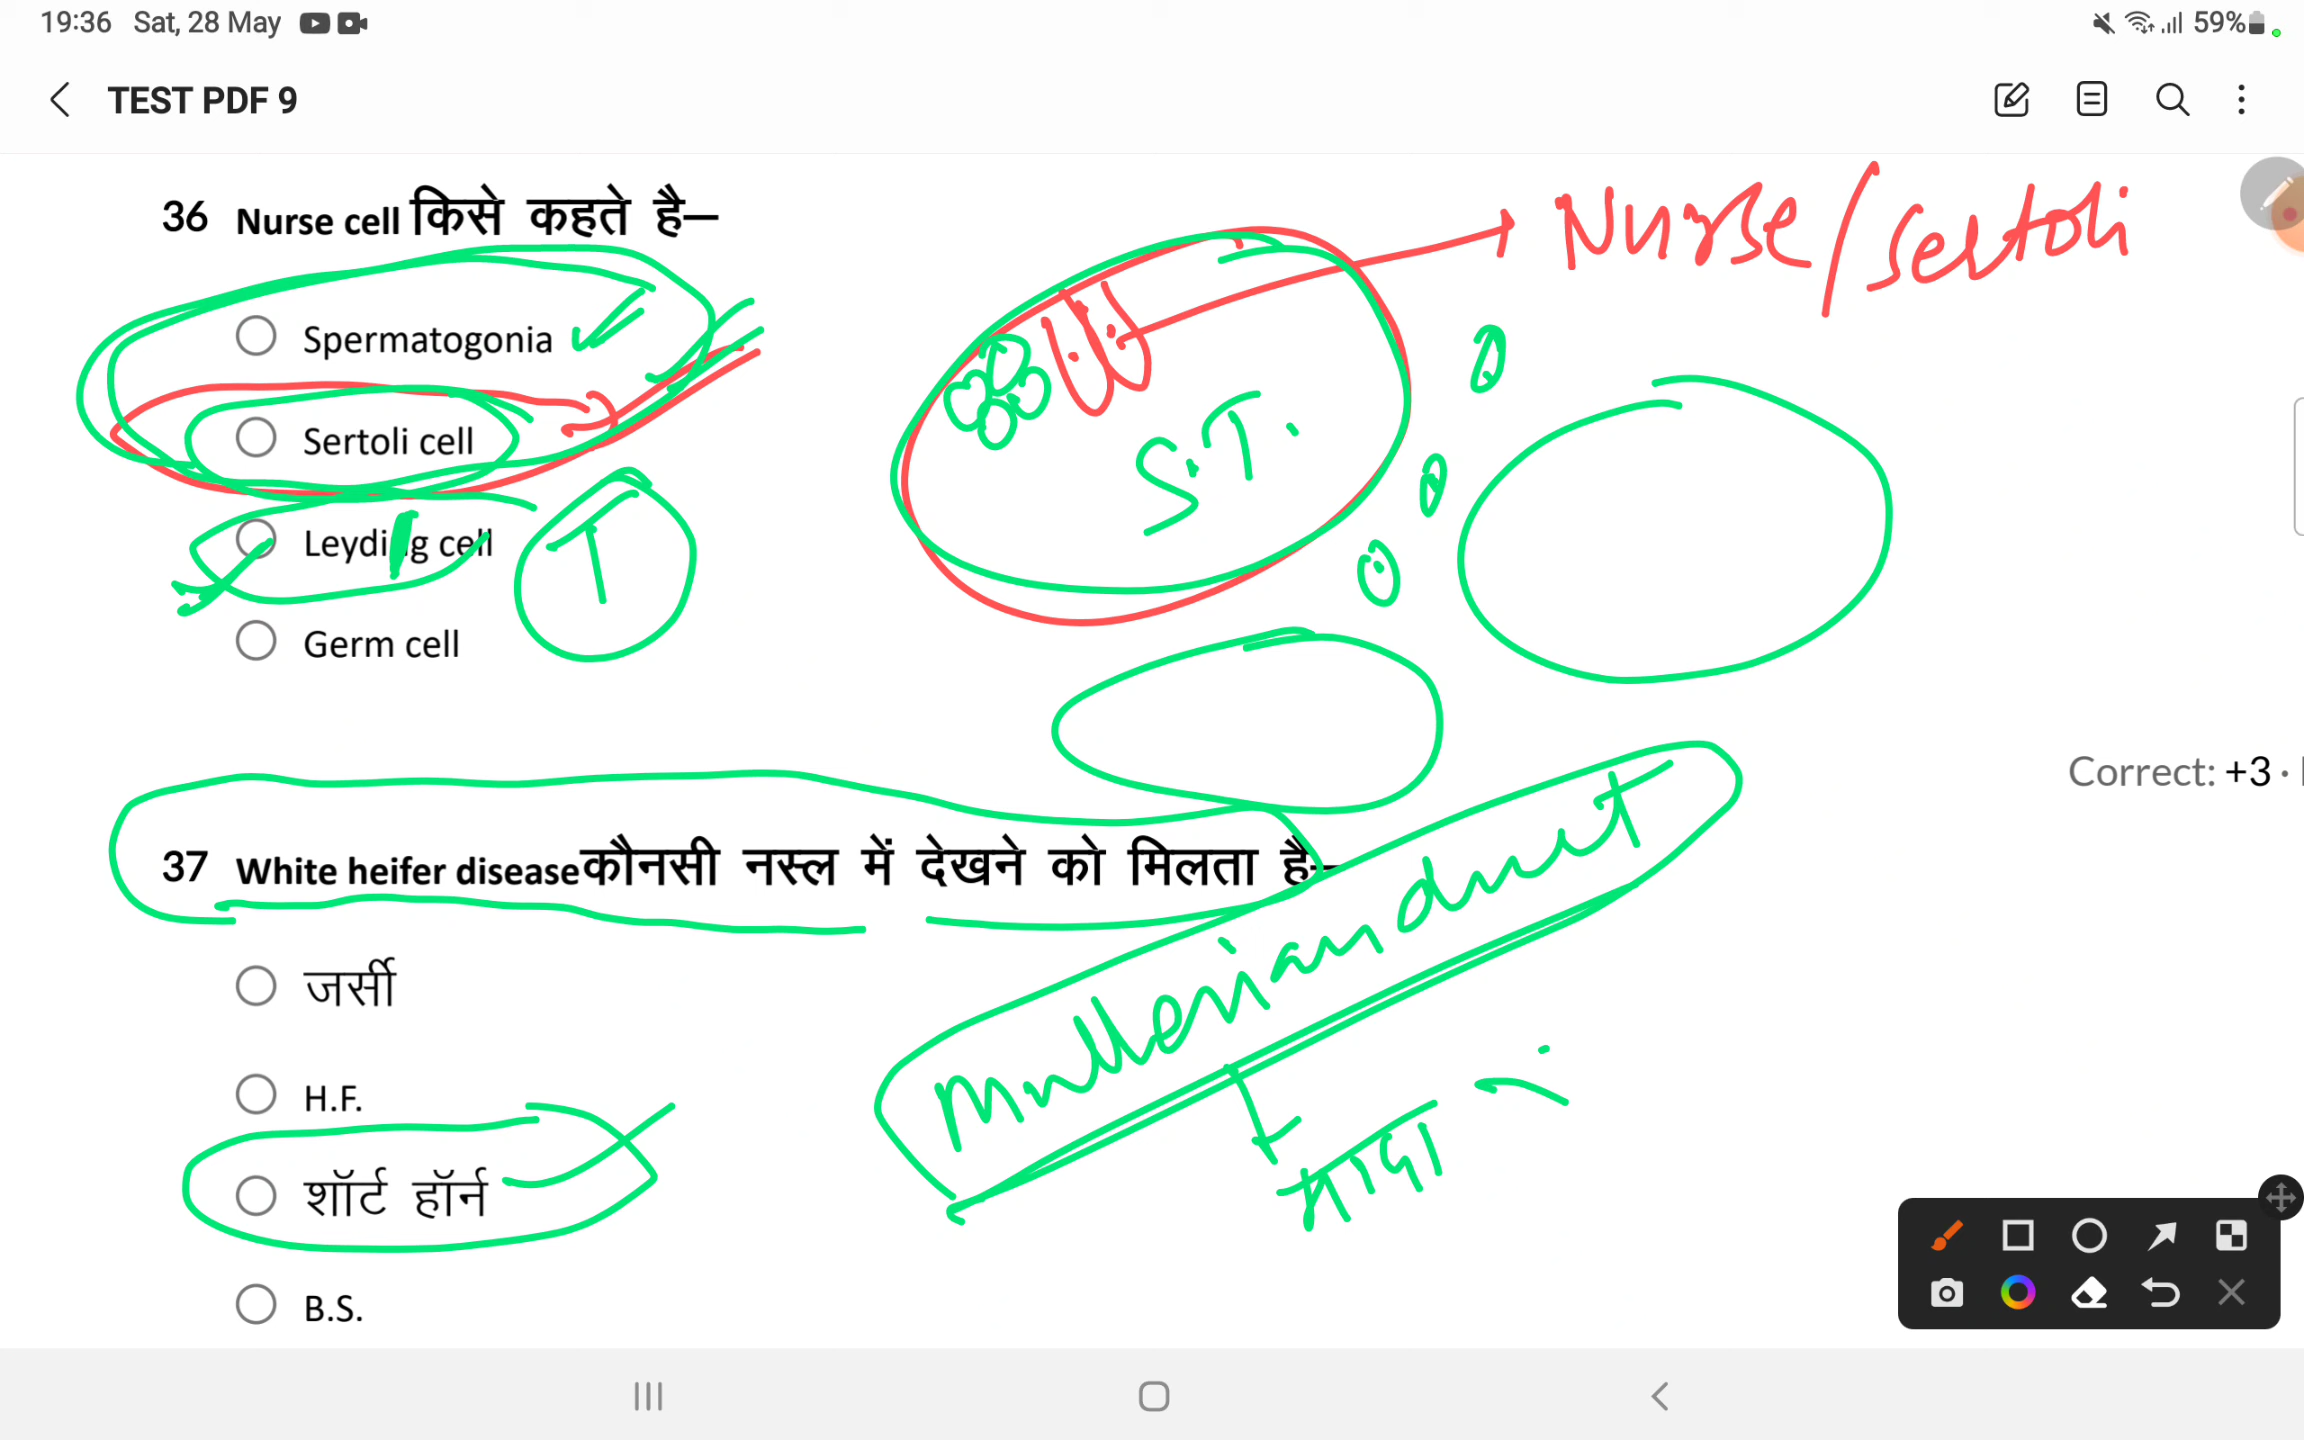 19:36 Sat, 28 May 59%
TEST PDF 9
36 Nurse cell किसे कहते है–
Nurse/Sertoli
Spermatogonia
Sertoli cell
S.T.
Leydig cell
T
Germ cell
Correct: +3 ·
37 White heifer disease कौनसी नस्ल में देखने को मिलता है–
Mullerian duct
जर्सी
H.F.
मादा
शॉर्ट हॉर्न
B.S.